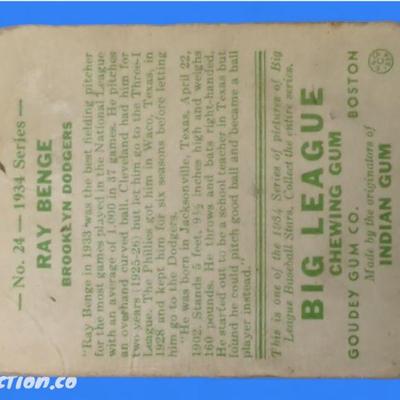 — No. 24 — 1934 Series —
RAY BENGE
BROOKLYN DODGERS
"Ray Benge in 1933 was the best fielding pitcher
for the most games played in the National League
with an average of 1.000 in 37 games. He pitches
an overhand curved ball. Cleveland had him for
two years (1925-26) but let him go to the Three-I
League. The Phillies got him in Waco, Texas, in
1928 and kept him for six seasons before letting
him go to the Dodgers.
"He was born in Jacksonville, Texas, April 22,
1902. Stands 5 feet, 9½ inches high and weighs
160 pounds. He throws and bats right-handed.
He started out to be a school teacher in Texas but
found he could pitch good ball and became a ball
player instead."
This is one of the 1934 Series of pictures of Big
League Baseball Stars. Collect the entire series.
BIG LEAGUE
CHEWING GUM
GOUDEY GUM CO. BOSTON
Made by the originators of
INDIAN GUM
ction.co